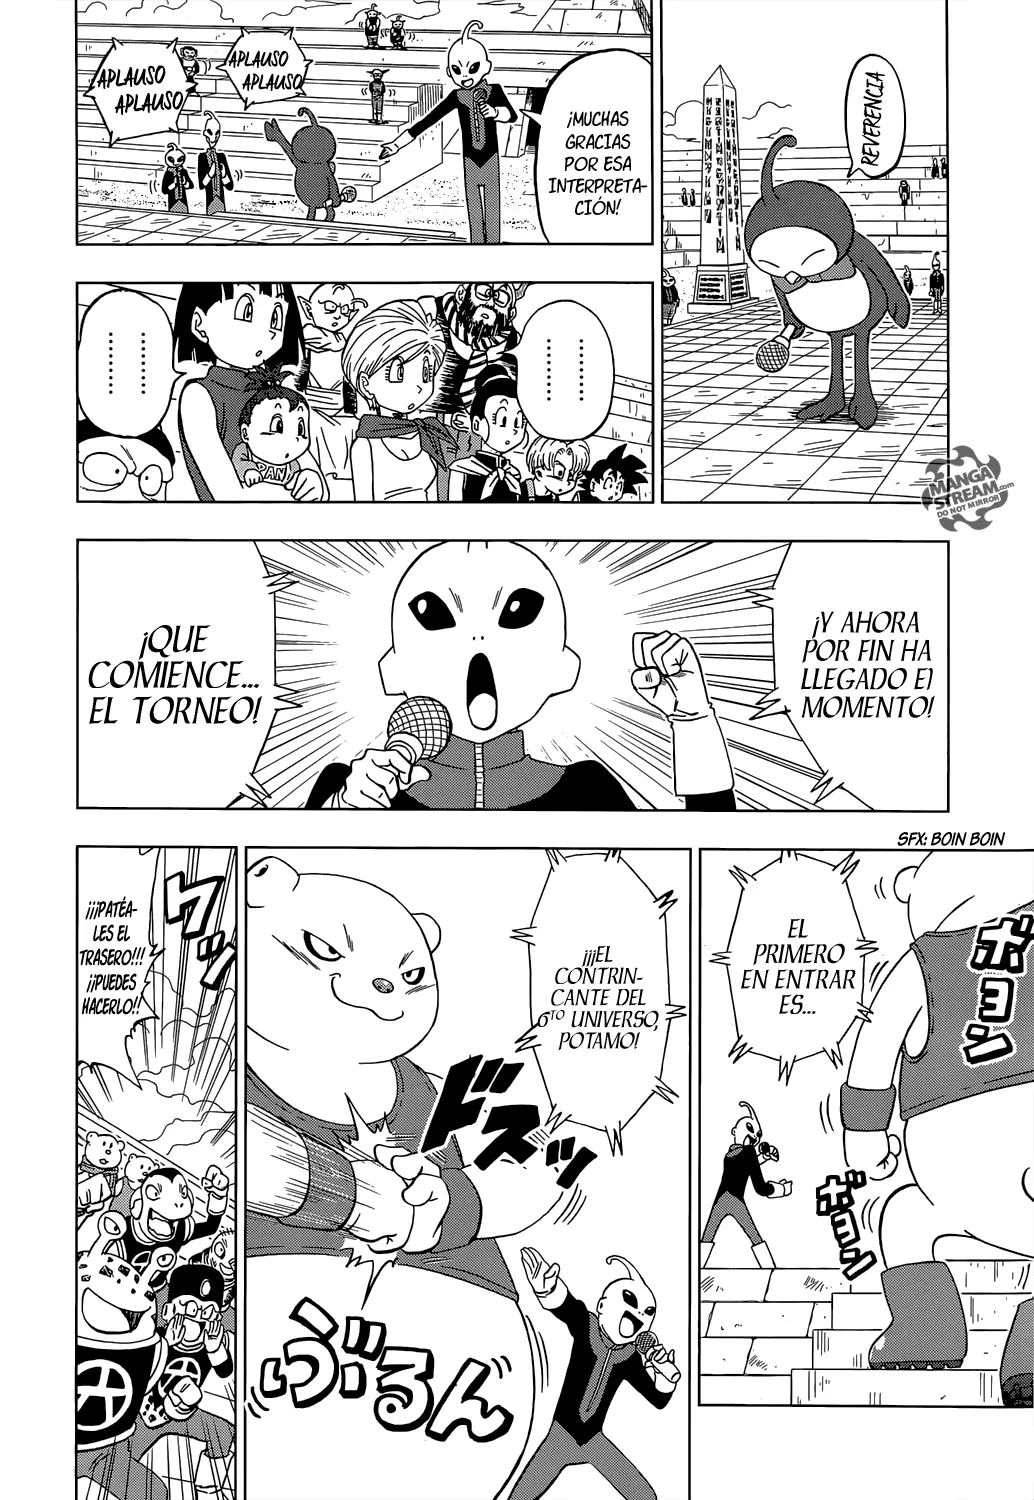 REVERENCIA
¡MUCHAS
GRACIAS
POR ESA
INTERPRETA-
CIÓN!
APLAUSO
APLAUSO
APLAUSO
APLAUSO
........
........
PAN
MANGA
STREAM.com
DO NOT MIRROR
¡Y AHORA
POR FIN HA
LLEGADO El
MOMENTO!
¡QUE
COMIENCE...
EL TORNEO!
SFX: BOIN BOIN
EL
PRIMERO
EN ENTRAR
ES...
ボヨン
ボヨン
¡¡¡EL
CONTRIN-
CANTE DEL
6TO UNIVERSO,
POTAMO!
ドスッ
ぶるん
¡¡¡PATÉA-
LES EL
TRASERO!!!
¡¡PUEDES
HACERLO!!
ワッ